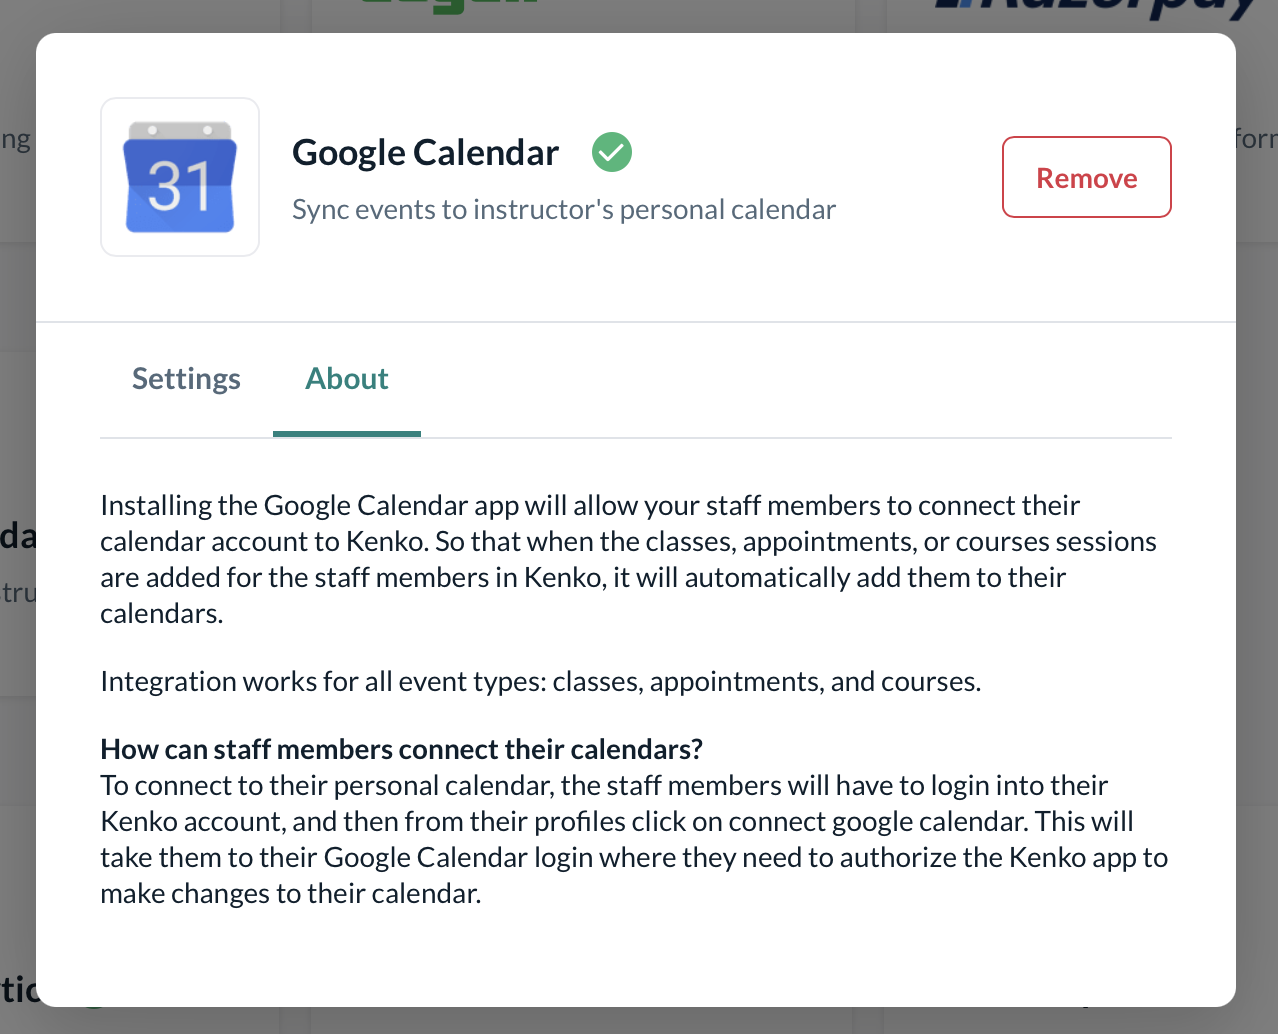 Razorpay
ng
form
31
Google Calendar
Sync events to instructor's personal calendar
Remove
Settings
About
Installing the Google Calendar app will allow your staff members to connect their
calendar account to Kenko. So that when the classes, appointments, or courses sessions
are added for the staff members in Kenko, it will automatically add them to their
calendars.
Integration works for all event types: classes, appointments, and courses.
How can staff members connect their calendars?
To connect to their personal calendar, the staff members will have to login into their
Kenko account, and then from their profiles click on connect google calendar. This will
take them to their Google Calendar login where they need to authorize the Kenko app to
make changes to their calendar.
da
stru
tic